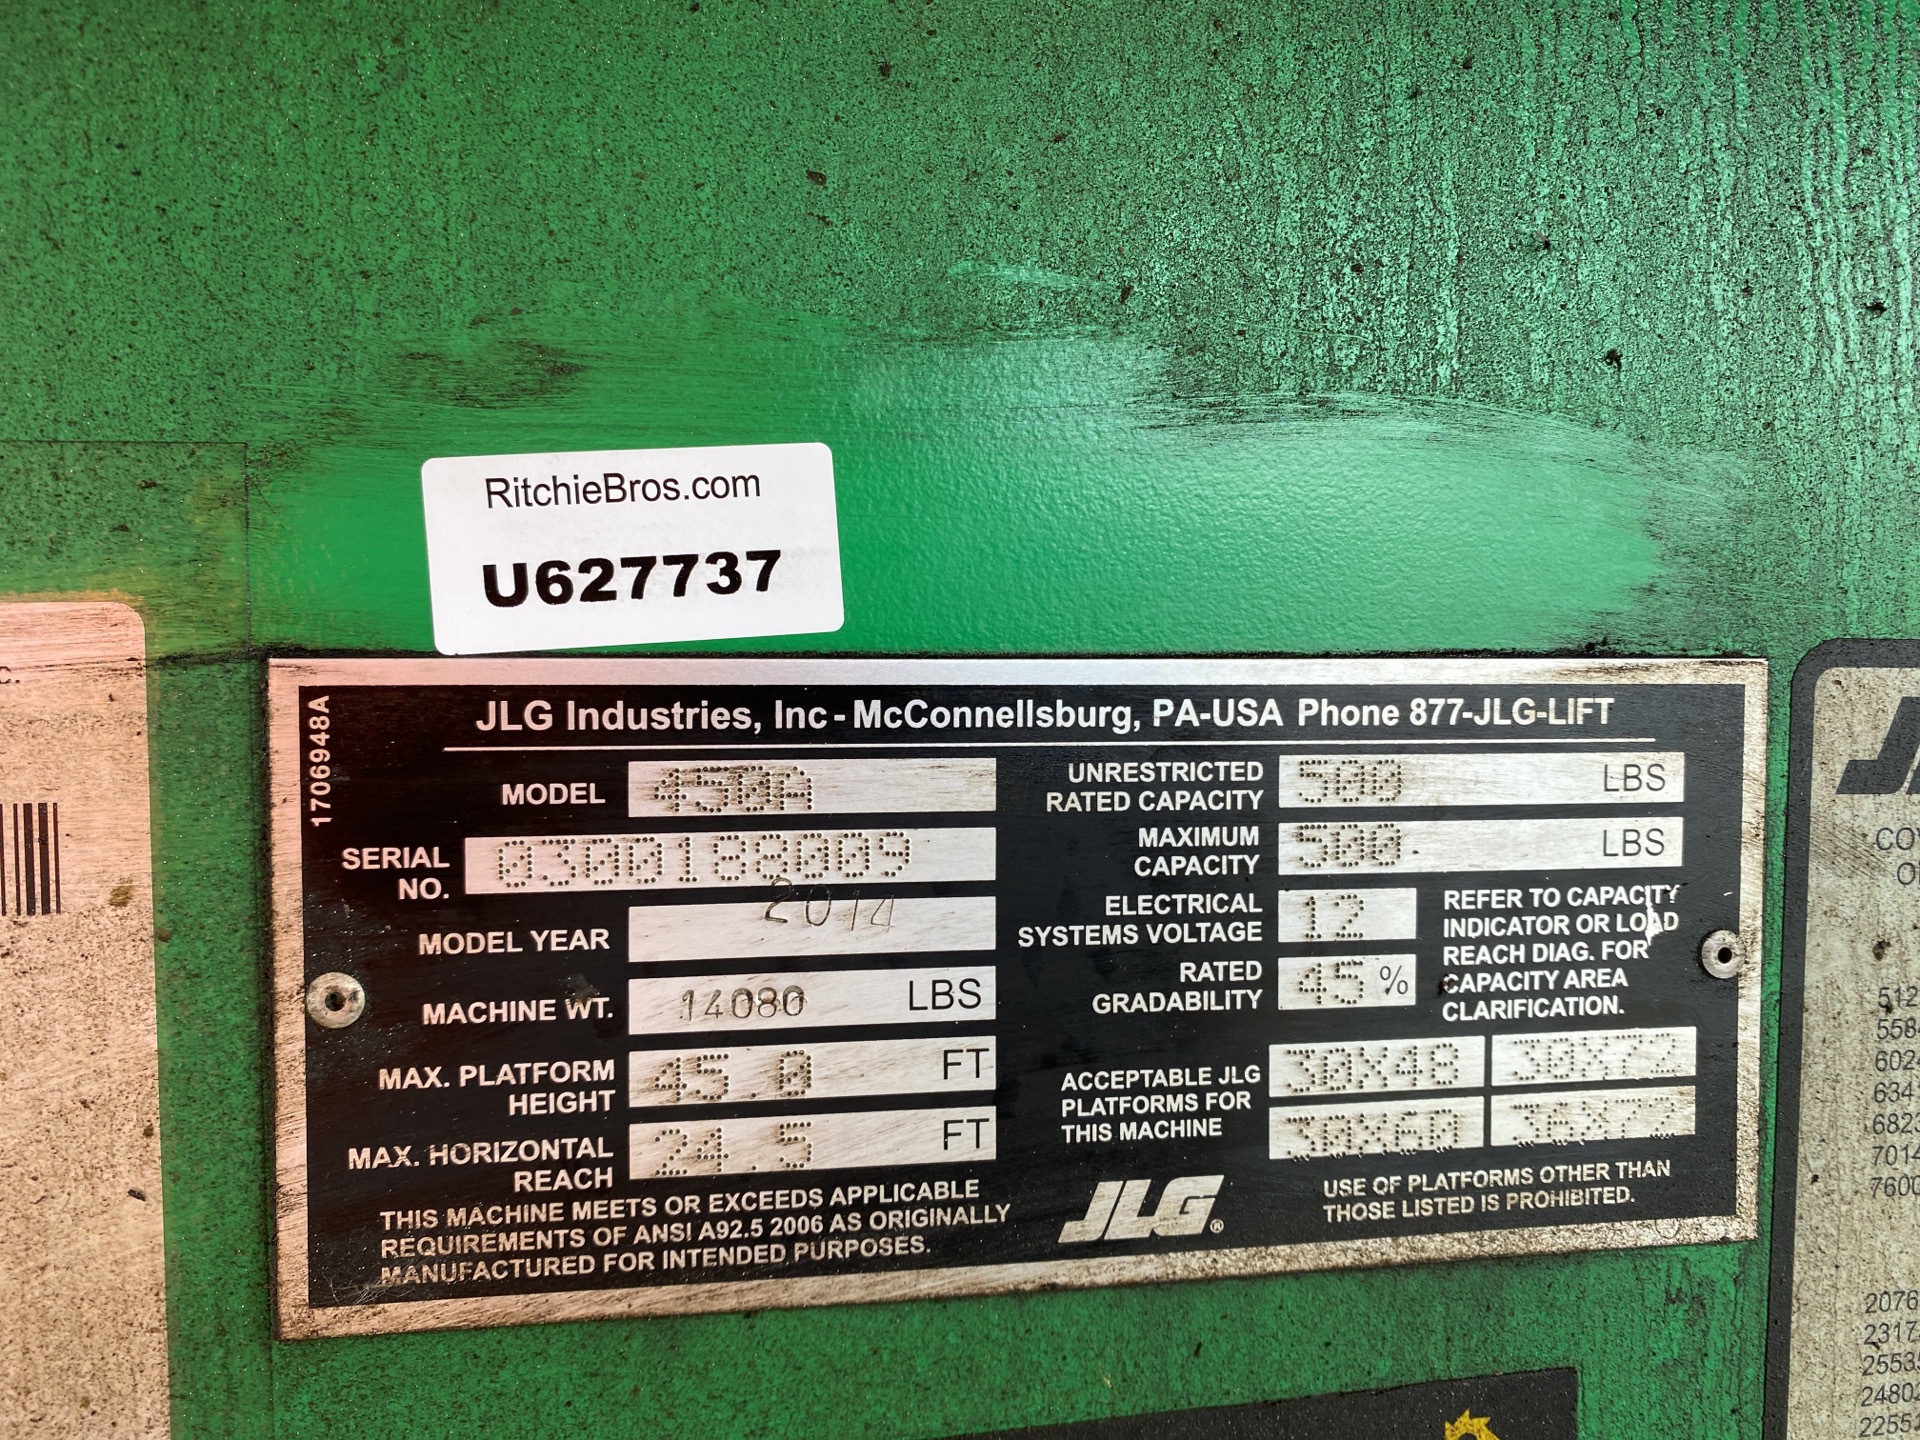 RitchieBros.com
U627737
1706948A
JLG Industries, Inc - McConnellsburg, PA-USA Phone 877-JLG-LIFT
MODEL 450A
SERIAL NO. 0300188009
MODEL YEAR 2014
MACHINE WT. 14080 LBS
MAX. PLATFORM HEIGHT 45.0 FT
MAX. HORIZONTAL REACH 24.5 FT
THIS MACHINE MEETS OR EXCEEDS APPLICABLE
REQUIREMENTS OF ANSI A92.5 2006 AS ORIGINALLY
MANUFACTURED FOR INTENDED PURPOSES.
UNRESTRICTED RATED CAPACITY 500 LBS
MAXIMUM CAPACITY 500 LBS
ELECTRICAL SYSTEMS VOLTAGE 12
RATED GRADABILITY 45 %
REFER TO CAPACITY
INDICATOR OR LOAD
REACH DIAG. FOR
CAPACITY AREA
CLARIFICATION.
ACCEPTABLE JLG
PLATFORMS FOR
THIS MACHINE
30X48 30X72
30X60 36X72
JLG®
USE OF PLATFORMS OTHER THAN
THOSE LISTED IS PROHIBITED.